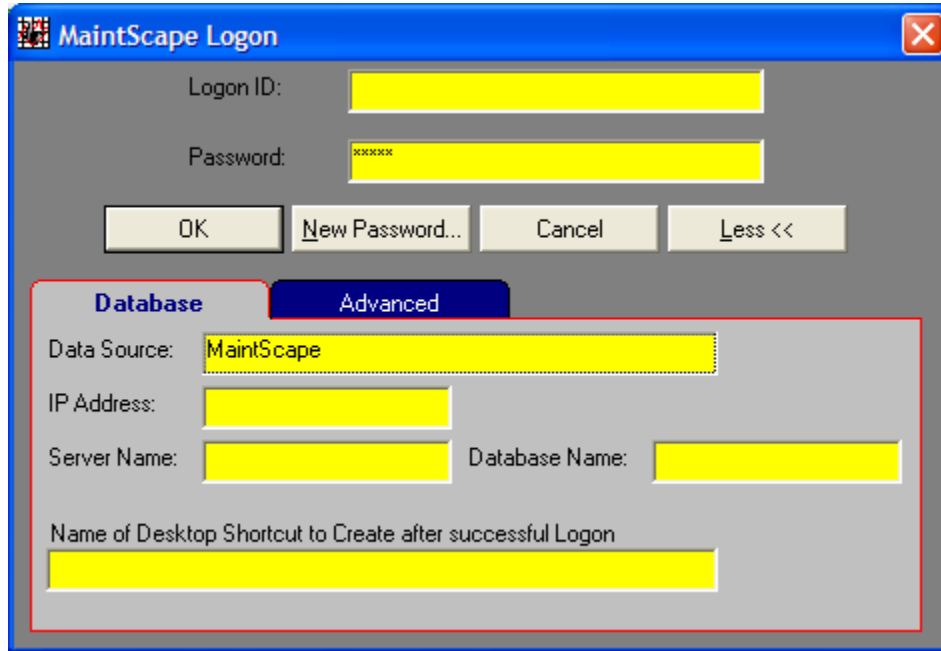 MaintScape Logon
Logon ID:
Password: *****
OK New Password... Cancel Less <<
Database Advanced
Data Source: MaintScape
IP Address:
Server Name: Database Name:
Name of Desktop Shortcut to Create after successful Logon